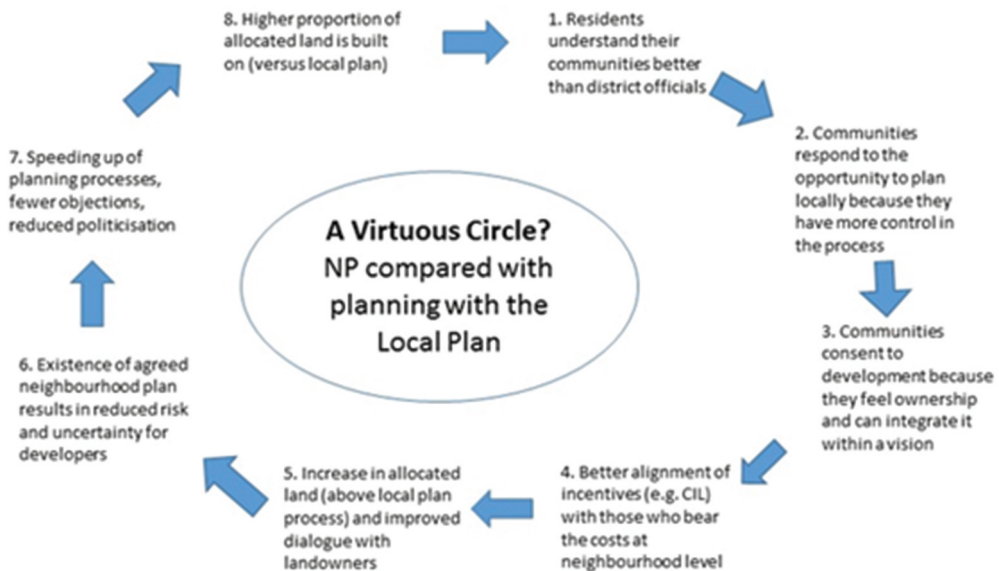 8. Higher proportion of
allocated land is built
on (versus local plan)
1. Residents
understand their
communities better
than district officials
2. Communities
respond to the
opportunity to plan
locally because they
have more control in
the process
3. Communities
consent to
development because
they feel ownership
and can integrate it
within a vision
4. Better alignment of
incentives (e.g. CIL)
with those who bear
the costs at
neighbourhood level
5. Increase in allocated
land (above local plan
process) and improved
dialogue with
landowners
6. Existence of agreed
neighbourhood plan
results in reduced risk
and uncertainty for
developers
7. Speeding up of
planning processes,
fewer objections,
reduced politicisation
A Virtuous Circle?
NP compared with
planning with the
Local Plan